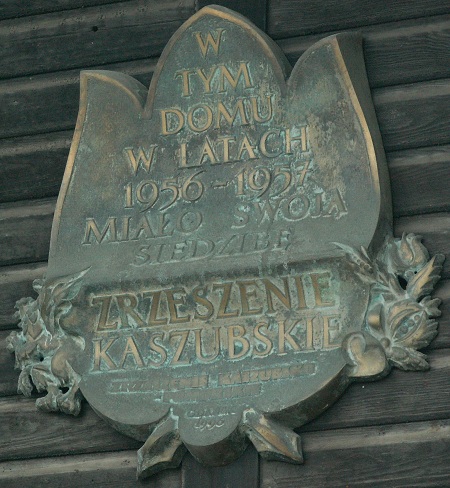 W
TYM
DOMU
W LATACH
1956-1957
MIAŁO SWOJĄ
SIEDZIBĘ
ZRZESZENIE
KASZUBSKIE